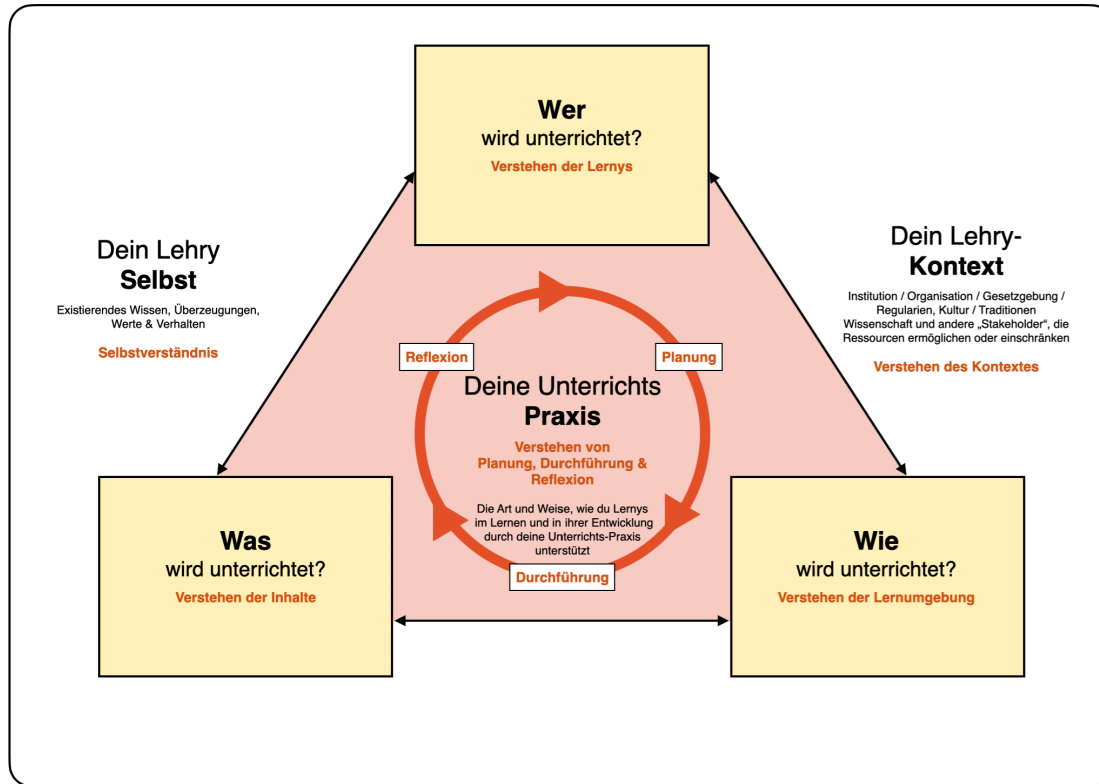 Wer
wird unterrichtet?
Verstehen der Lernys
Dein Lehry
Selbst
Existierendes Wissen, Überzeugungen,
Werte & Verhalten
Selbstverständnis
Dein Lehry-
Kontext
Institution / Organisation / Gesetzgebung /
Regularien, Kultur / Traditionen
Wissenschaft und andere „Stakeholder“, die
Ressourcen ermöglichen oder einschränken
Verstehen des Kontextes
Reflexion
Planung
Deine Unterrichts
Praxis
Verstehen von
Planung, Durchführung &
Reflexion
Die Art und Weise, wie du Lernys
im Lernen und in ihrer Entwicklung
durch deine Unterrichts-Praxis
unterstützt
Durchführung
Was
wird unterrichtet?
Verstehen der Inhalte
Wie
wird unterrichtet?
Verstehen der Lernumgebung